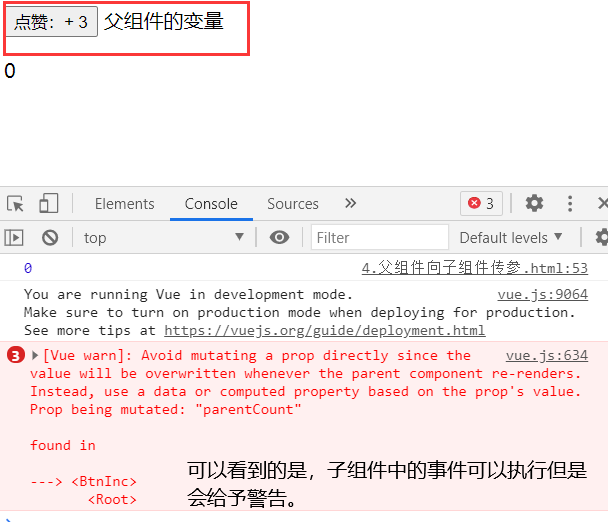 点赞：+ 3 父组件的变量
0
Elements Console Sources » 3
top Filter Default levels
0 4.父组件向子组件传参.html:53
You are running Vue in development mode. vue.js:9064
Make sure to turn on production mode when deploying for production.
See more tips at https://vuejs.org/guide/deployment.html
3 [Vue warn]: Avoid mutating a prop directly since the vue.js:634
value will be overwritten whenever the parent component re-renders.
Instead, use a data or computed property based on the prop's value.
Prop being mutated: "parentCount"
found in
---> <BtnInc>
<Root>
可以看到的是，子组件中的事件可以执行但是
会给予警告。